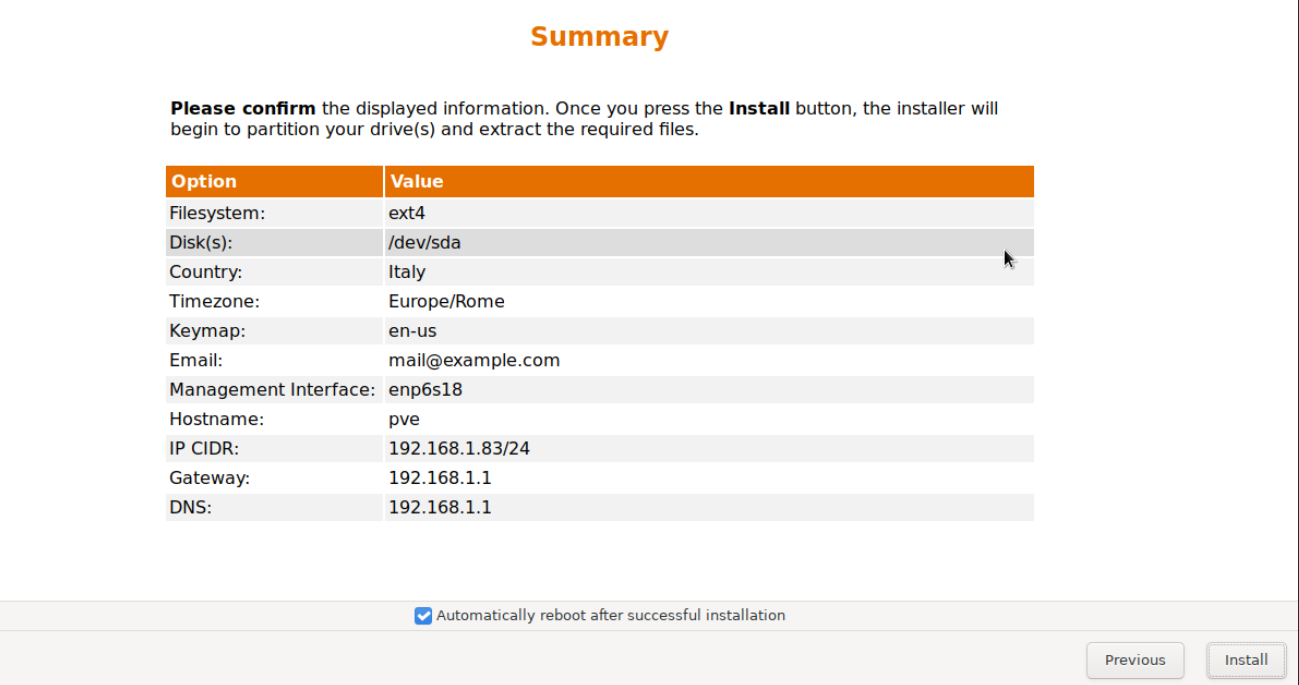 Summary
Please confirm the displayed information. Once you press the Install button, the installer will
begin to partition your drive(s) and extract the required files.
Option Value
Filesystem: ext4
Disk(s): /dev/sda
Country: Italy
Timezone: Europe/Rome
Keymap: en-us
Email: mail@example.com
Management Interface: enp6s18
Hostname: pve
IP CIDR: 192.168.1.83/24
Gateway: 192.168.1.1
DNS: 192.168.1.1
Automatically reboot after successful installation
Previous Install